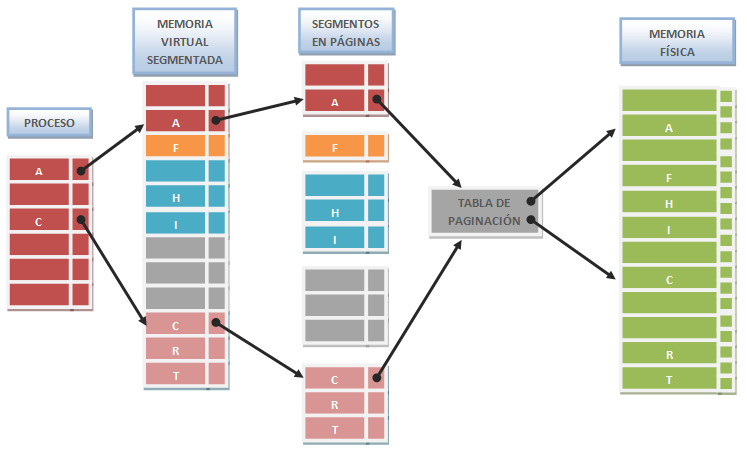 PROCESO
A
C
MEMORIA
VIRTUAL
SEGMENTADA
A
F
H
I
C
R
T
SEGMENTOS
EN PÁGINAS
A
F
H
I
C
R
T
TABLA DE
PAGINACIÓN
MEMORIA
FÍSICA
A
F
H
I
C
R
T